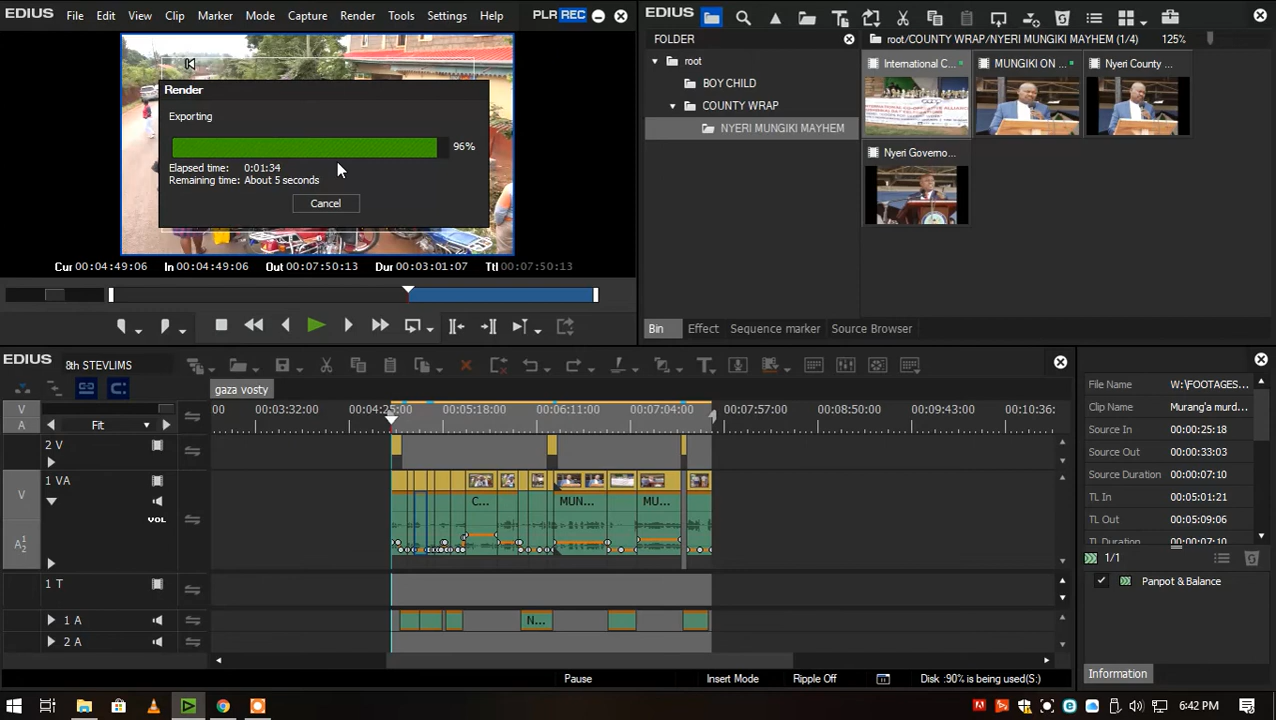 EDIUS File Edit View Clip Marker Mode Capture Render Tools Settings Help PLR REC
Render
Exporting
96%
Elapsed time: 0:01:34
Remaining time: About 5 seconds
Cancel
Cur 00:04:49:06 In 00:04:49:06 Out 00:07:50:13 Dur 00:03:01:07 Ttl 00:07:50:13
EDIUS
FOLDER
root
BOY CHILD
COUNTY WRAP
NYERI MUNGIKI MAYHEM
root/COUNTY WRAP/NYERI MUNGIKI MAY
125%
International C...
MUNGIKI ON ...
Nyeri County ...
Nyeri Governo...
Bin Effect Sequence marker Source Browser
EDIUS 8th STEVLIMS
gaza vosty
V
A
Fit
:00 00:03:32:00 00:04:25:00 00:05:18:00 00:06:11:00 00:07:04:00 00:07:57:00 00:08:50:00 00:09:43:00 00:10:36:
2 V
V
1 VA
VOL
C... MUN... MU...
1 T
1 A
N...
2 A
Pause Insert Mode Ripple Off Disk :90% is being used(S:)
File Name W:\FOOTAGES...
Clip Name Murang'a murd...
Source In 00:00:25:18
Source Out 00:00:33:03
Source Duration 00:00:07:10
TL In 00:05:01:21
TL Out 00:05:09:06
TL Duration 00:00:07:10
1/1
Panpot & Balance
Information
6:42 PM